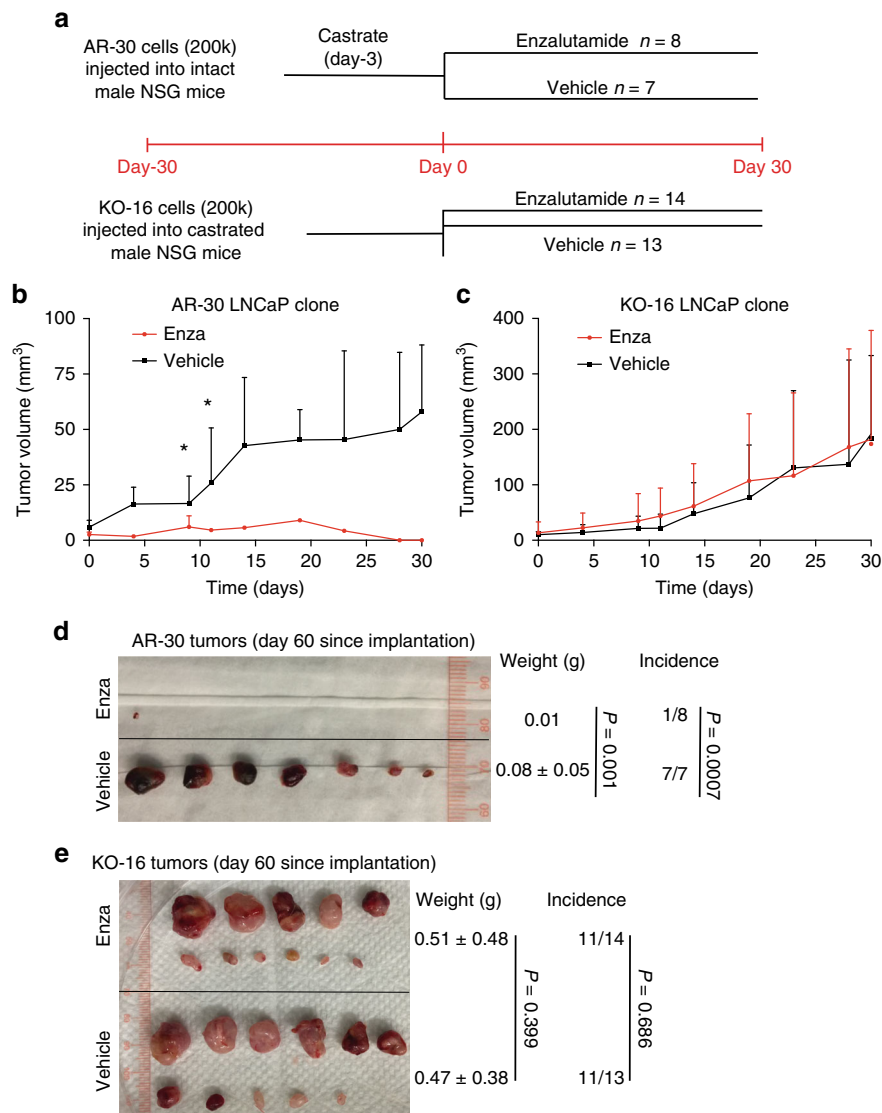 a
AR-30 cells (200k)
injected into intact
male NSG mice
Castrate
(day-3)
Enzalutamide n = 8
Vehicle n = 7
Day-30
Day 0
Day 30
KO-16 cells (200k)
injected into castrated
male NSG mice
Enzalutamide n = 14
Vehicle n = 13
b
AR-30 LNCaP clone
Tumor volume (mm³)
100
75
50
25
0
Enza
Vehicle
*
*
0 5 10 15 20 25 30
Time (days)
c
KO-16 LNCaP clone
Tumor volume (mm³)
400
300
200
100
0
Enza
Vehicle
0 5 10 15 20 25 30
Time (days)
d
AR-30 tumors (day 60 since implantation)
Enza
Vehicle
90
80
70
60
Weight (g)
0.01
0.08 ± 0.05
P = 0.001
Incidence
1/8
7/7
P = 0.0007
e
KO-16 tumors (day 60 since implantation)
Enza
Vehicle
Weight (g)
0.51 ± 0.48
0.47 ± 0.38
P = 0.399
Incidence
11/14
11/13
P = 0.686